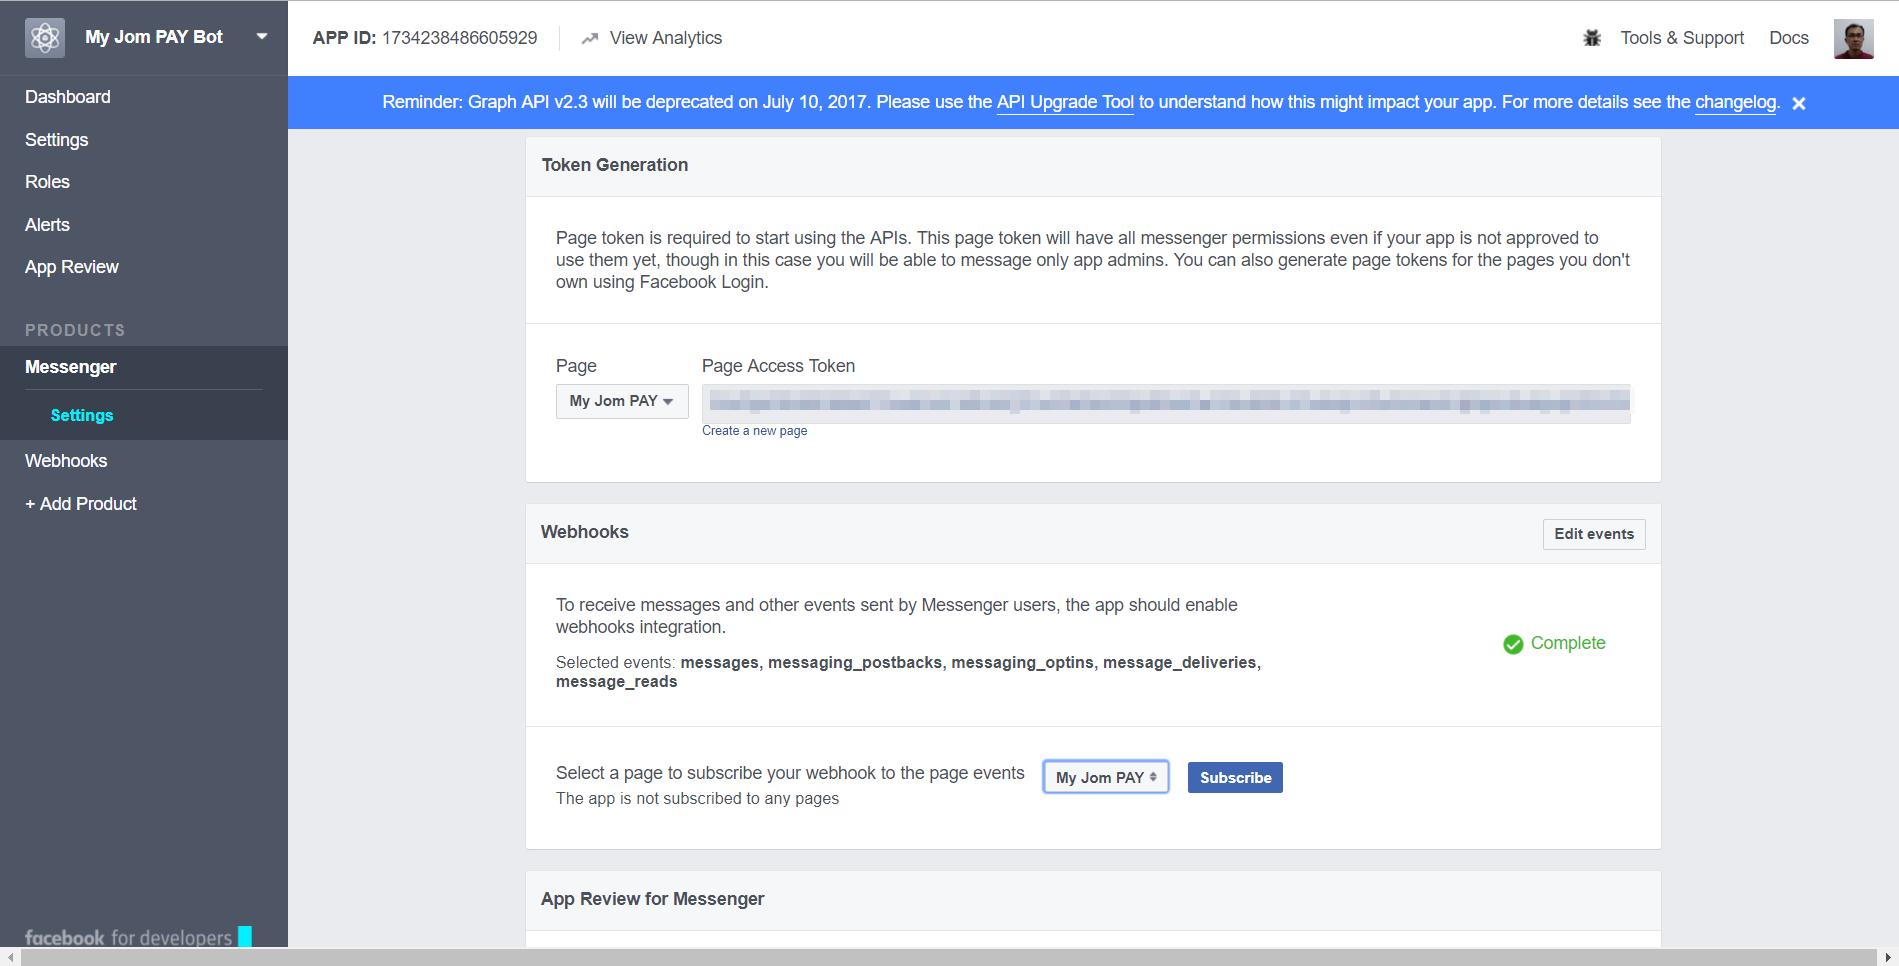 My Jom PAY Bot
APP ID: 1734238486605929
View Analytics
Tools & Support
Docs
Dashboard
Settings
Roles
Alerts
App Review
PRODUCTS
Messenger
Settings
Webhooks
+ Add Product
facebook for developers
Reminder: Graph API v2.3 will be deprecated on July 10, 2017. Please use the API Upgrade Tool to understand how this might impact your app. For more details see the changelog.
Token Generation
Page token is required to start using the APIs. This page token will have all messenger permissions even if your app is not approved to
use them yet, though in this case you will be able to message only app admins. You can also generate page tokens for the pages you don't
own using Facebook Login.
Page
Page Access Token
My Jom PAY
Create a new page
Webhooks
Edit events
To receive messages and other events sent by Messenger users, the app should enable
webhooks integration.
Complete
Selected events: messages, messaging_postbacks, messaging_optins, message_deliveries,
message_reads
Select a page to subscribe your webhook to the page events
My Jom PAY
Subscribe
The app is not subscribed to any pages
App Review for Messenger